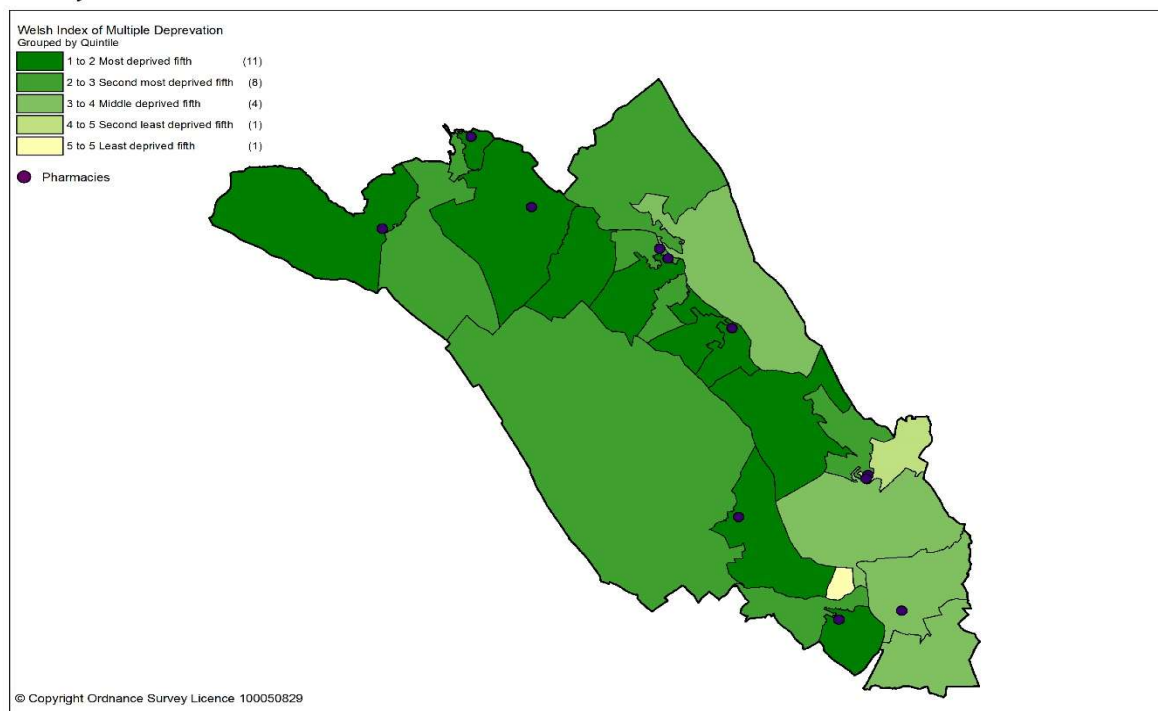 Welsh Index of Multiple Deprevation
Grouped by Quintile
1 to 2 Most deprived fifth (11)
2 to 3 Second most deprived fifth (8)
3 to 4 Middle deprived fifth (4)
4 to 5 Second least deprived fifth (1)
5 to 5 Least deprived fifth (1)
Pharmacies
© Copyright Ordnance Survey Licence 100050829